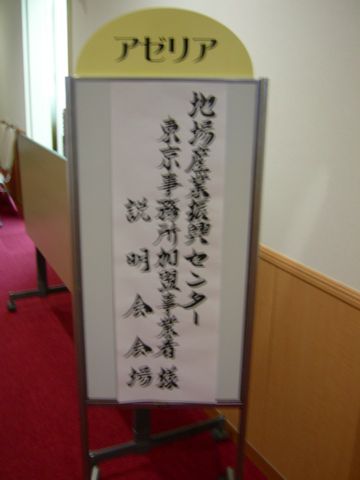 アゼリア
地場産業振興センター
東京事務所加盟事業者様
説明会会場